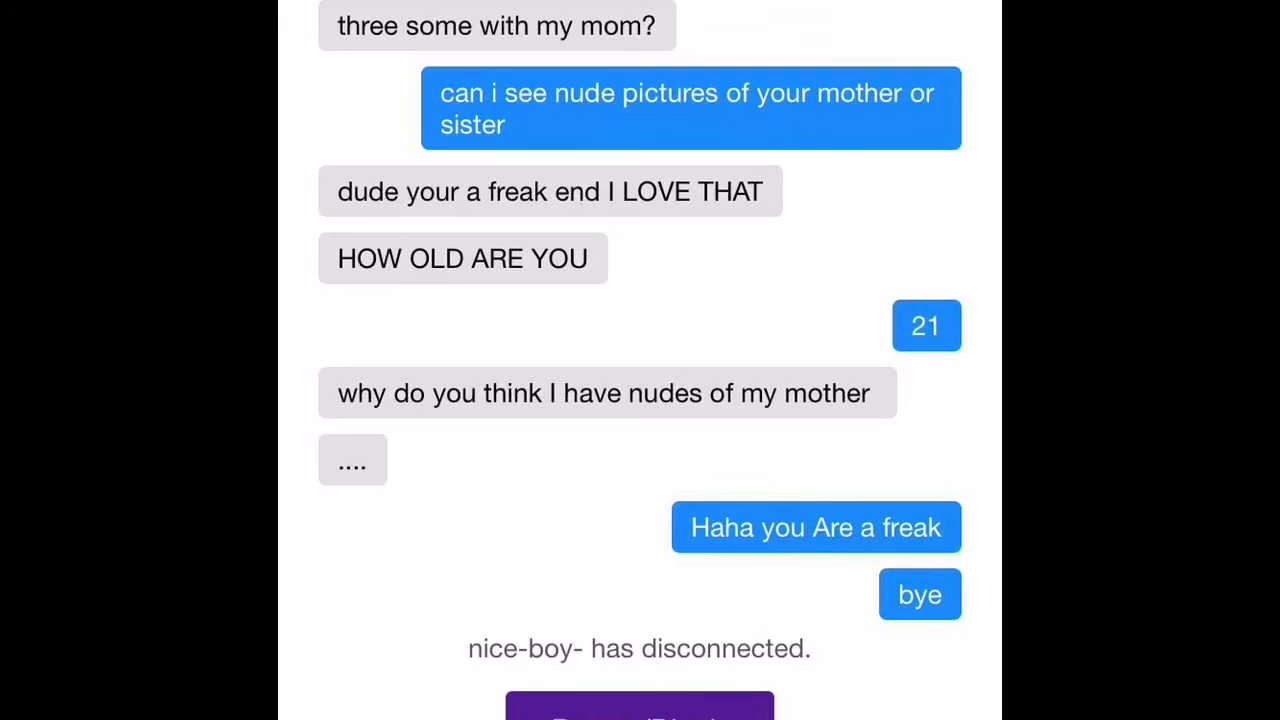 three some with my mom?
can i see nude pictures of your mother or
sister
dude your a freak end I LOVE THAT
HOW OLD ARE YOU
21
why do you think I have nudes of my mother
....
Haha you Are a freak
bye
nice-boy- has disconnected.